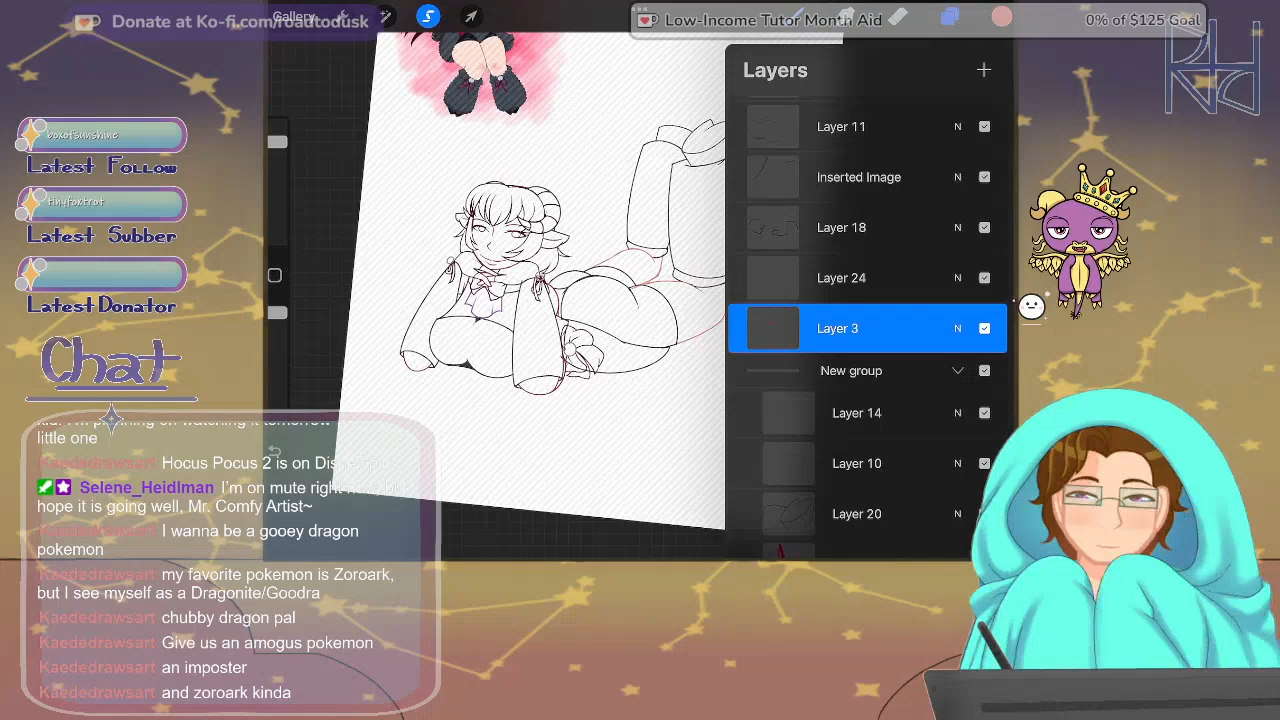 Donate at Ko-fi.com/roadtodusk
Gallery
Low-Income Tutor Month Aid
0% of $125 Goal
Layers
boxofsunshine
Latest Follow
tinyfoxtrot
Latest Subber
Latest Donator
Chat
little one
Kaededrawsart Hocus Pocus 2 is on
Selene_Heidlman I'm on mute right
hope it is going well, Mr. Comfy Artist~
Kaededrawsart I wanna be a gooey dragon
pokemon
Kaededrawsart my favorite pokemon is Zoroark,
but I see myself as a Dragonite/Goodra
Kaededrawsart chubby dragon pal
Kaededrawsart Give us an amogus pokemon
Kaededrawsart an imposter
Kaededrawsart and zoroark kinda
Layer 11 N
Inserted Image N
Layer 18 N
Layer 24 N
Layer 3 N
New group
Layer 14 N
Layer 10 N
Layer 20 N